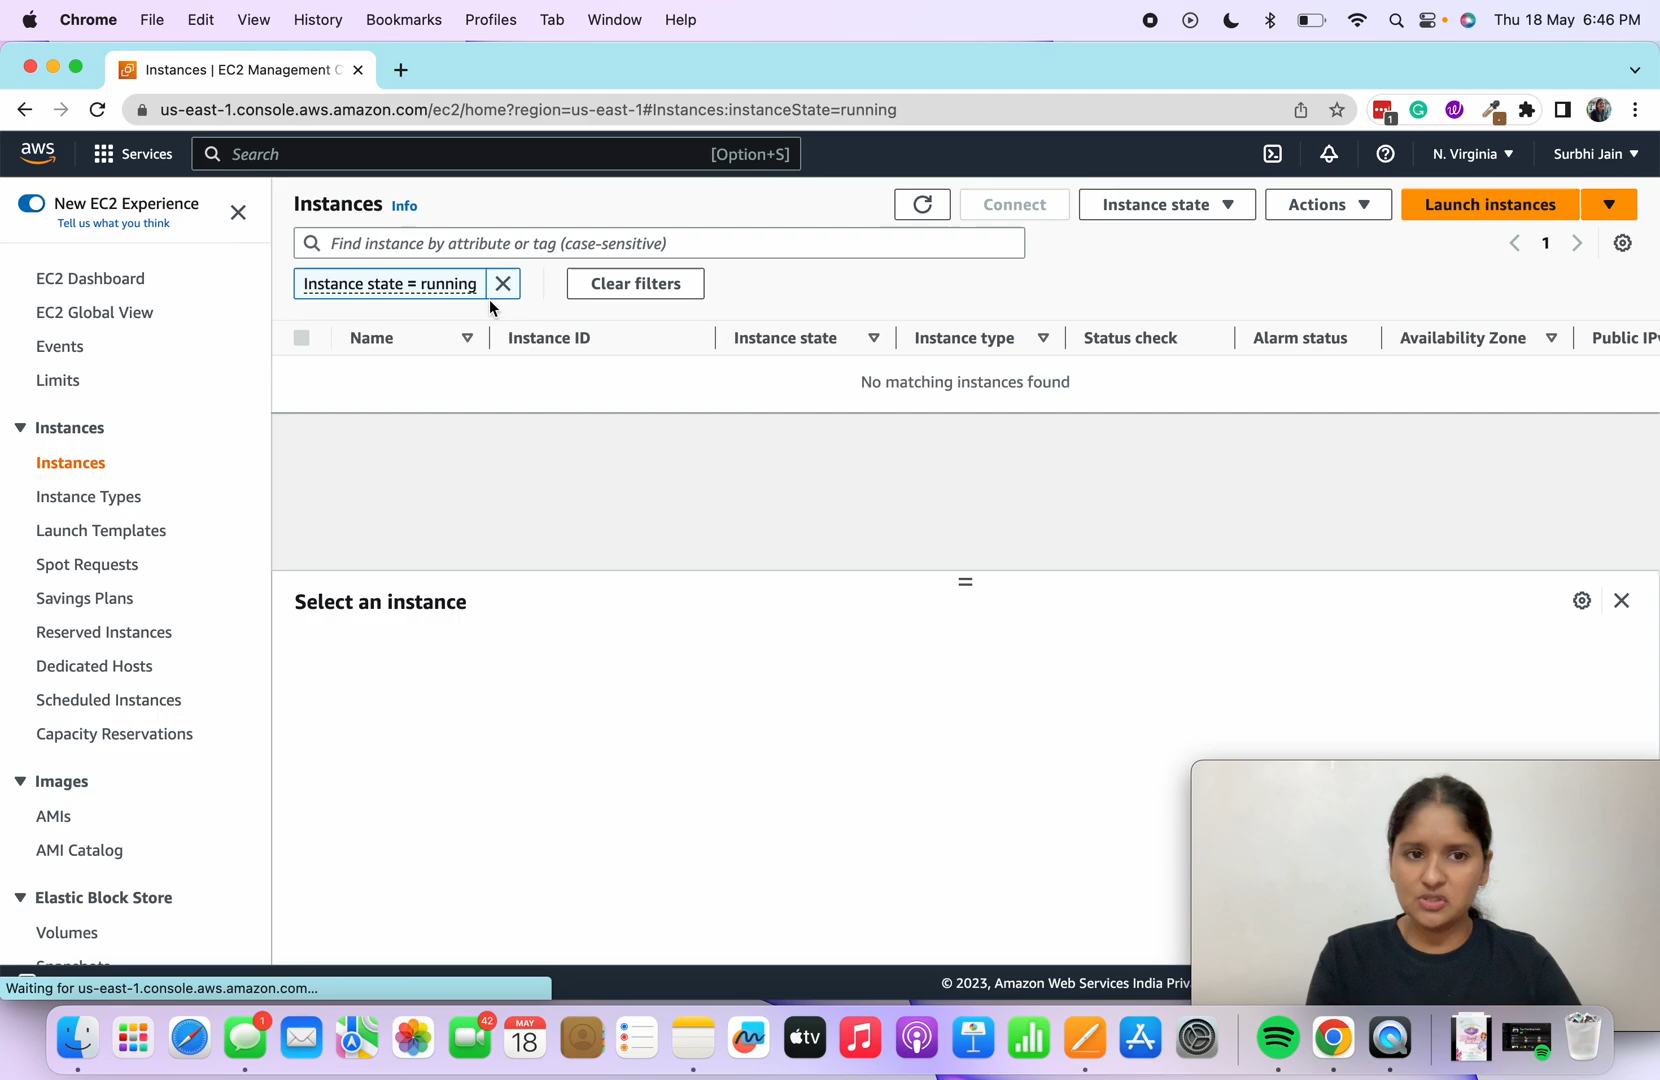 Chrome File Edit View History Bookmarks Profiles Tab Window Help Thu 18 May 6:46 PM
Instances | EC2 Management C
us-east-1.console.aws.amazon.com/ec2/home?region=us-east-1#Instances:instanceState=running
1
aws Services Search [Option+S] N. Virginia Surbhi Jain
New EC2 Experience
Tell us what you think
EC2 Dashboard
EC2 Global View
Events
Limits
Instances
Instances
Instance Types
Launch Templates
Spot Requests
Savings Plans
Reserved Instances
Dedicated Hosts
Scheduled Instances
Capacity Reservations
Images
AMIs
AMI Catalog
Elastic Block Store
Volumes
Instances Info Connect Instance state Actions Launch instances
Find instance by attribute or tag (case-sensitive) 1
Instance state = running Clear filters
Name Instance ID Instance state Instance type Status check Alarm status Availability Zone Public IPv
No matching instances found
Select an instance
Waiting for us-east-1.console.aws.amazon.com...
© 2023, Amazon Web Services India Priv
1
42
MAY
18
tv